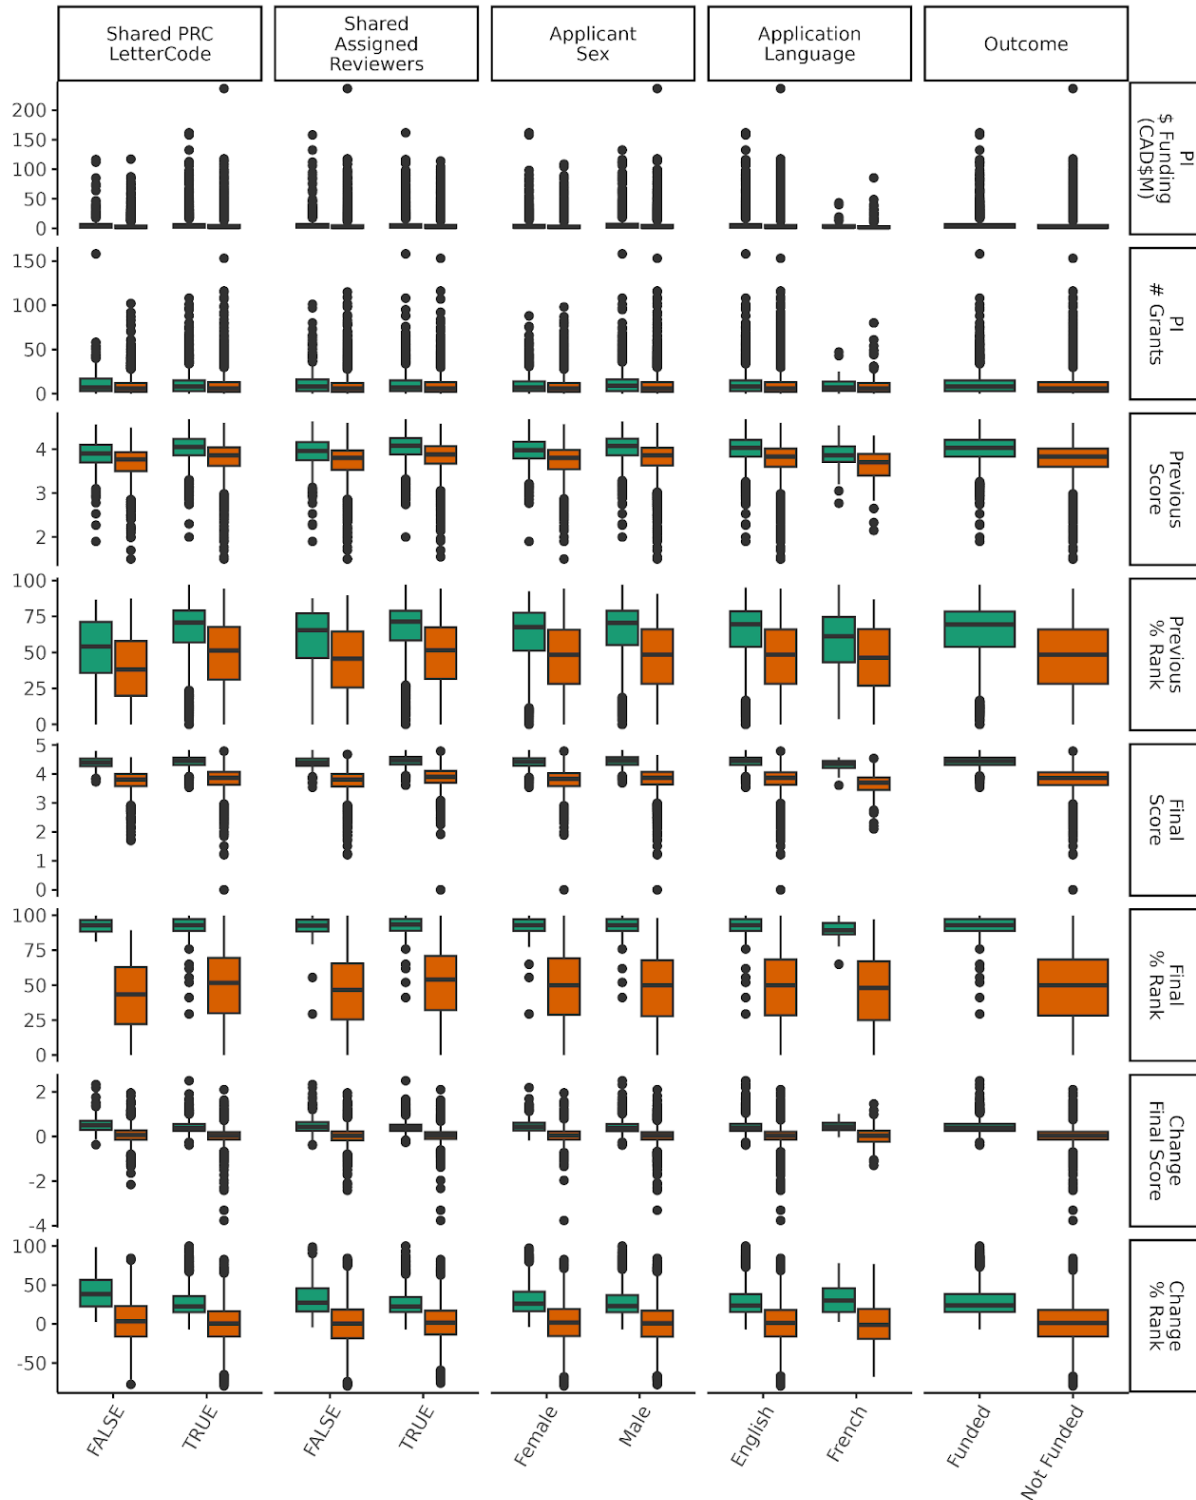 Shared PRC
LetterCode
Shared
Assigned
Reviewers
Applicant
Sex
Application
Language
Outcome
200
150
100
50
0
PI
$ Funding
(CAD$M)
150
100
50
0
PI
# Grants
4
3
2
Previous
Score
100
75
50
25
0
Previous
% Rank
5
4
3
2
1
0
Final
Score
100
75
50
25
0
Final
% Rank
2
0
-2
-4
Change
Final Score
100
50
0
-50
Change
% Rank
FALSE
TRUE
FALSE
TRUE
Female
Male
English
French
Funded
Not Funded